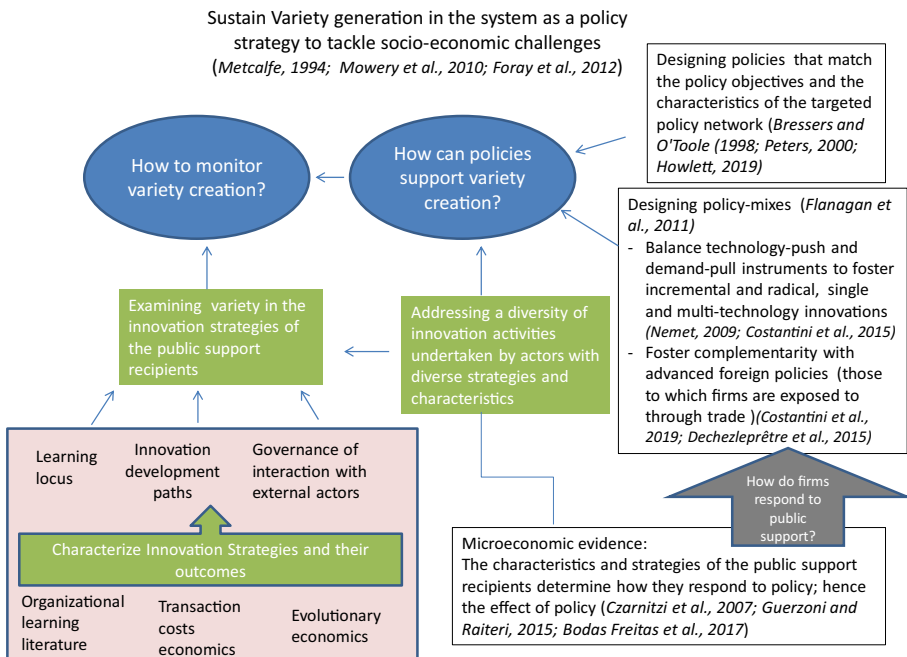 Sustain Variety generation in the system as a policy
strategy to tackle socio-economic challenges
(Metcalfe, 1994; Mowery et al., 2010; Foray et al., 2012)
Designing policies that match
the policy objectives and the
characteristics of the targeted
policy network (Bressers and
O'Toole (1998; Peters, 2000;
Howlett, 2019)
How to monitor
variety creation?
How can policies
support variety
creation?
Designing policy-mixes (Flanagan et
al., 2011)
- Balance technology-push and
demand-pull instruments to foster
incremental and radical, single
and multi-technology innovations
(Nemet, 2009; Costantini et al., 2015)
- Foster complementarity with
advanced foreign policies (those
to which firms are exposed to
through trade )(Costantini et al.,
2019; Dechezleprêtre et al., 2015)
Examining variety in the
innovation strategies of
the public support
recipients
Addressing a diversity of
innovation activities
undertaken by actors with
diverse strategies and
characteristics
Learning
locus
Innovation
development
paths
Governance of
interaction with
external actors
How do firms
respond to
public
support?
Characterize Innovation Strategies and their
outcomes
Organizational
learning
literature
Transaction
costs
economics
Evolutionary
economics
Microeconomic evidence:
The characteristics and strategies of the public support
recipients determine how they respond to policy; hence
the effect of policy (Czarnitzi et al., 2007; Guerzoni and
Raiteri, 2015; Bodas Freitas et al., 2017)